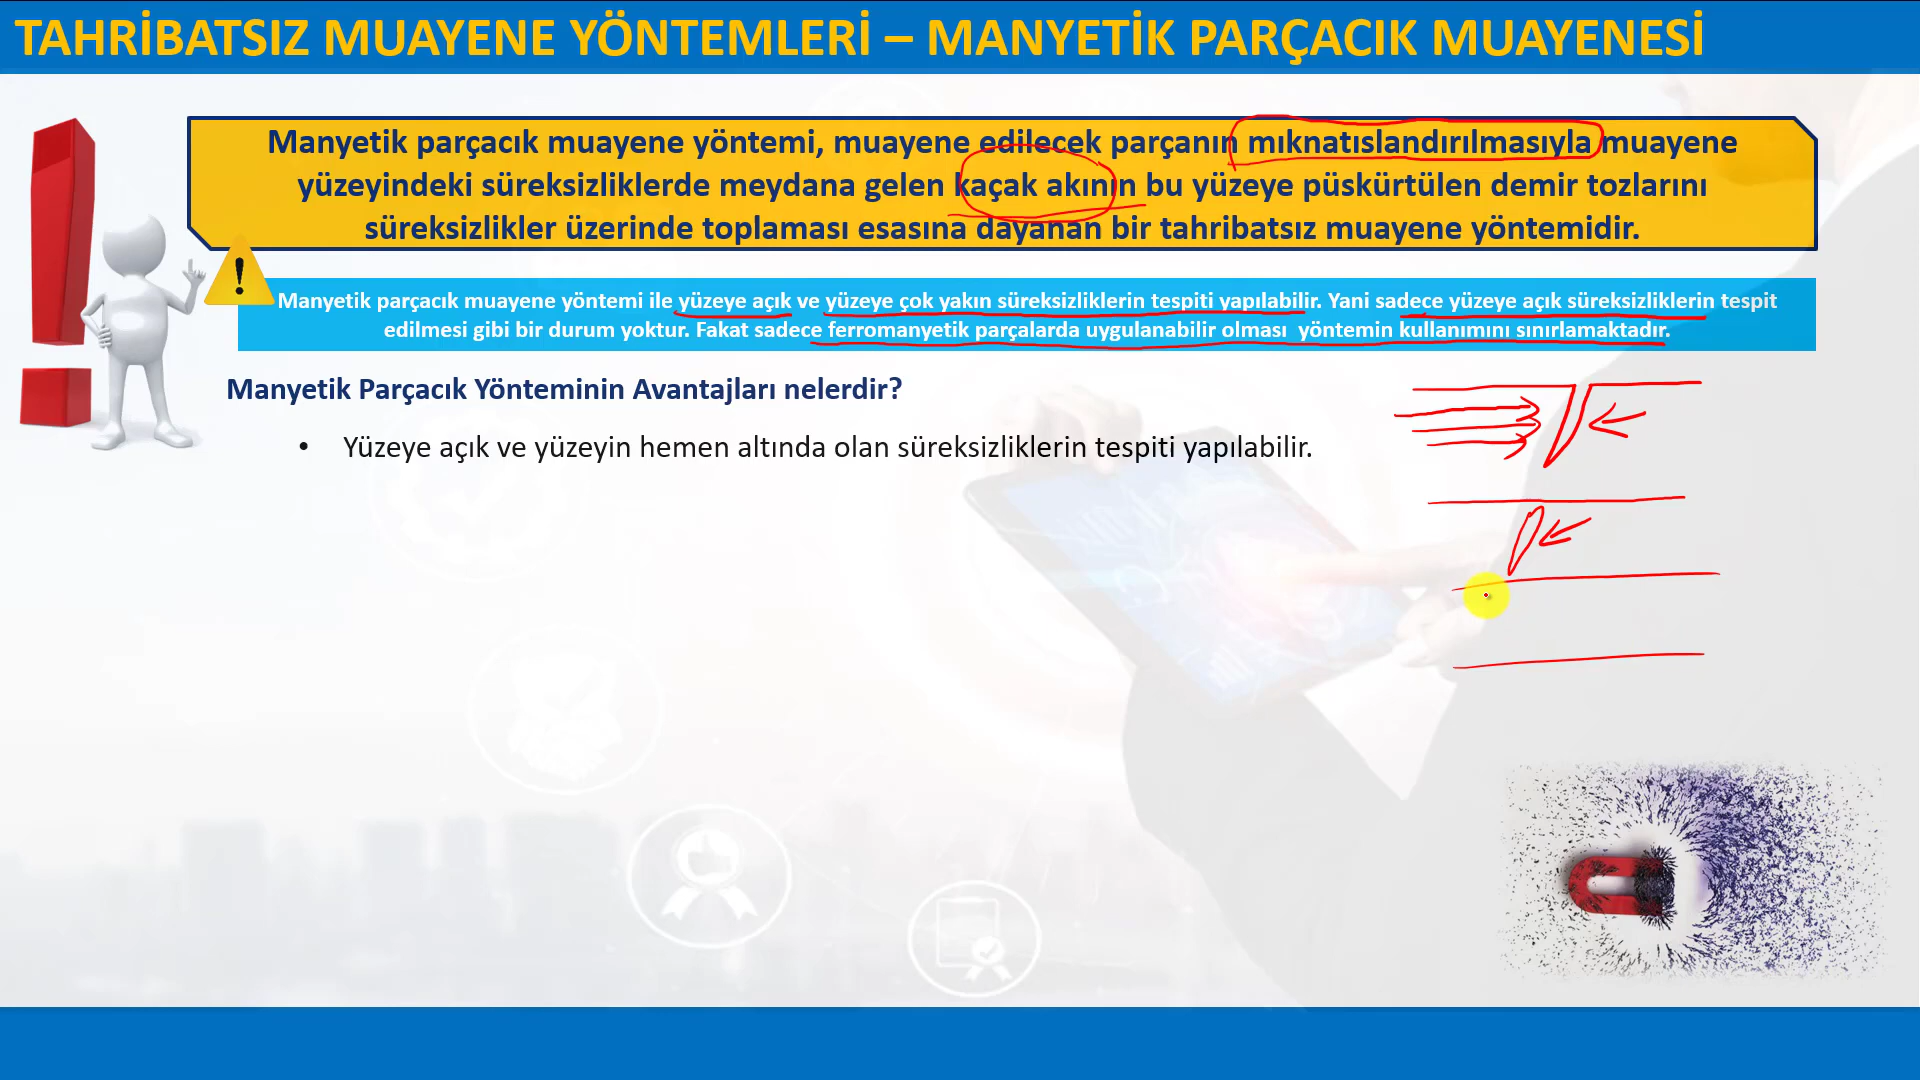 TAHRİBATSIZ MUAYENE YÖNTEMLERİ – MANYETİK PARÇACIK MUAYENESİ
Manyetik parçacık muayene yöntemi, muayene edilecek parçanın mıknatıslandırılmasıyla muayene
yüzeyindeki süreksizliklerde meydana gelen kaçak akının bu yüzeye püskürtülen demir tozlarını
süreksizlikler üzerinde toplaması esasına dayanan bir tahribatsız muayene yöntemidir.
Manyetik parçacık muayene yöntemi ile yüzeye açık ve yüzeye çok yakın süreksizliklerin tespiti yapılabilir. Yani sadece yüzeye açık süreksizliklerin tespit
edilmesi gibi bir durum yoktur. Fakat sadece ferromanyetik parçalarda uygulanabilir olması yöntemin kullanımını sınırlamaktadır.
Manyetik Parçacık Yönteminin Avantajları nelerdir?
• Yüzeye açık ve yüzeyin hemen altında olan süreksizliklerin tespiti yapılabilir.